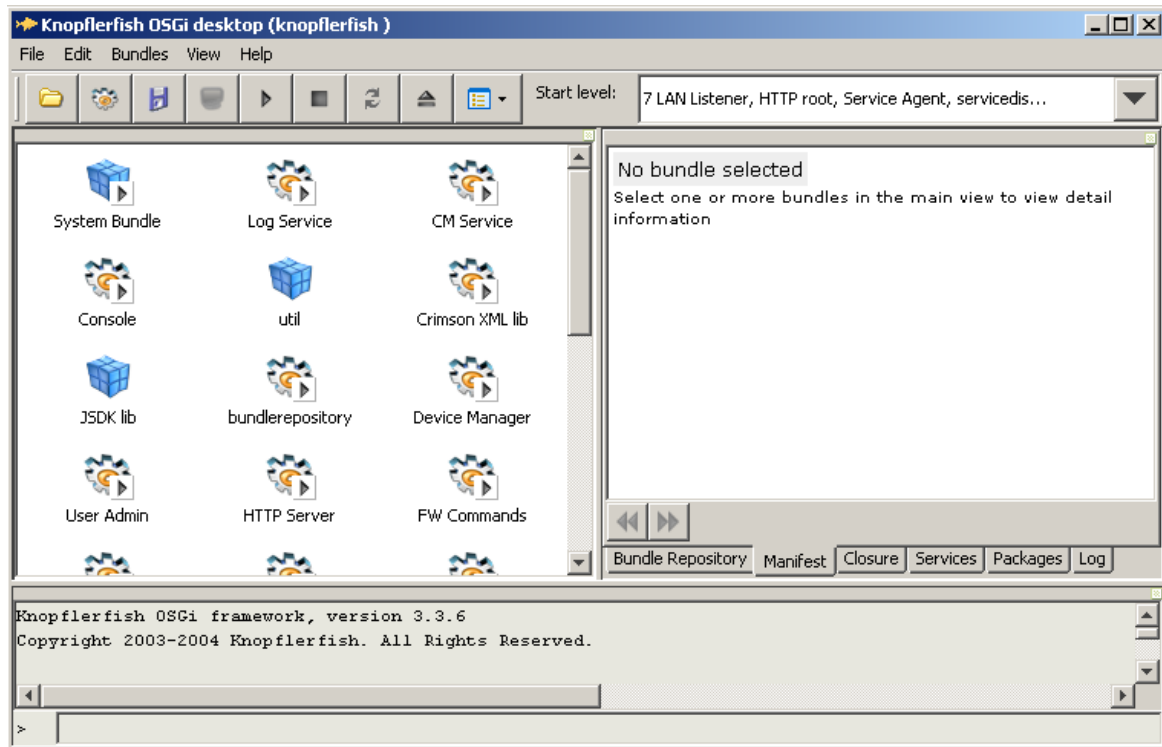 Knopflerfish OSGi desktop (knopflerfish )
File Edit Bundles View Help
Start level:
7 LAN Listener, HTTP root, Service Agent, servicedis...
System Bundle Log Service CM Service
Console util Crimson XML lib
JSDK lib bundlerepository Device Manager
User Admin HTTP Server FW Commands
No bundle selected
Select one or more bundles in the main view to view detail
information
Bundle Repository Manifest Closure Services Packages Log
Knopflerfish OSGi framework, version 3.3.6
Copyright 2003-2004 Knopflerfish. All Rights Reserved.
>